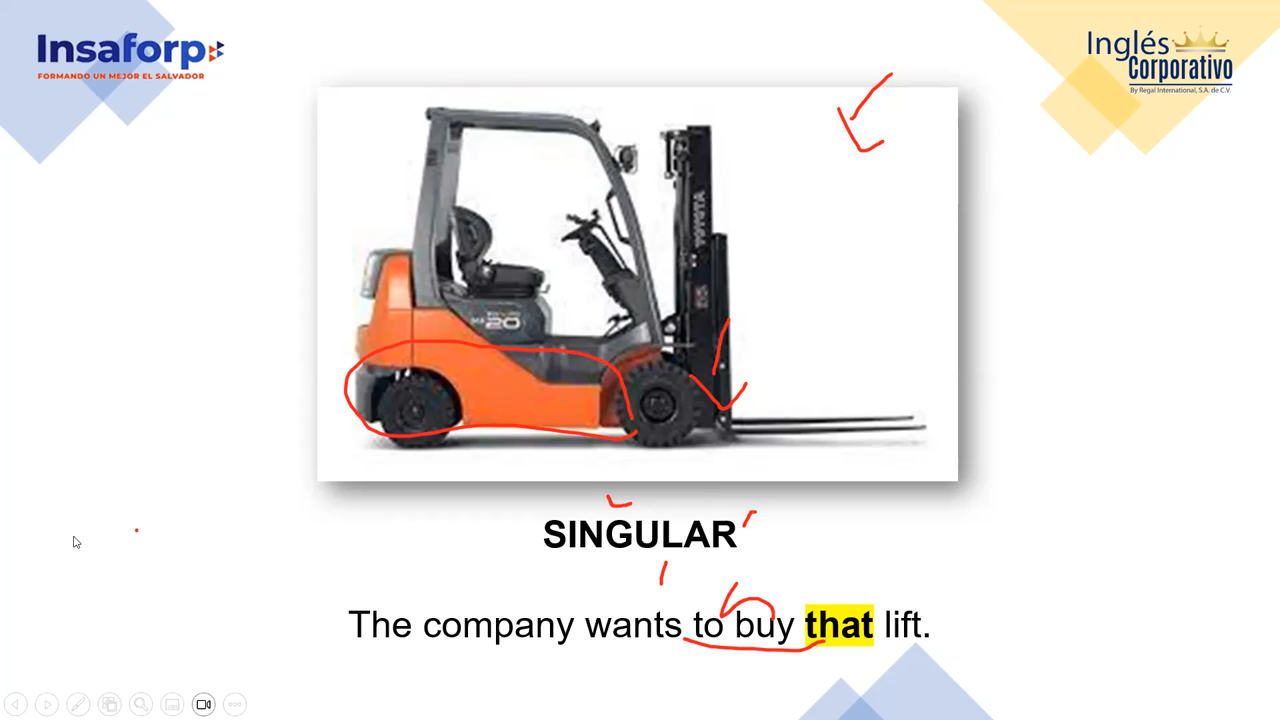 Insaforp
FORMANDO UN MEJOR EL SALVADOR
Inglés
Corporativo
By Regal International, S.A. de C.V.
TOYOTA
20
SINGULAR
The company wants to buy that lift.